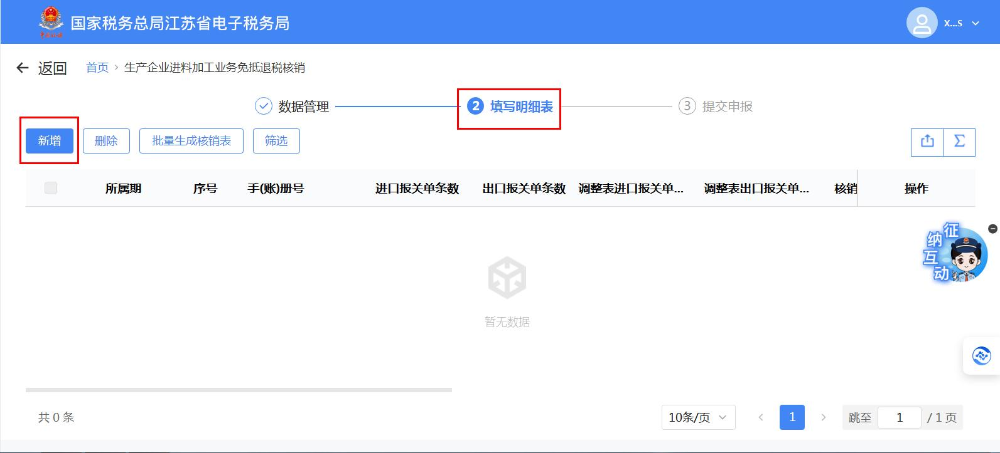 国家税务总局江苏省电子税务局
x...s
返回 首页 > 生产企业进料加工业务免抵退税核销
数据管理 2 填写明细表 3 提交申报
新增 删除 批量生成核销表 筛选
所属期 序号 手(账)册号 进口报关单条数 出口报关单条数 调整表进口报关单... 调整表出口报关单... 核销 操作
征纳互动
暂无数据
共 0 条 10条/页 < 1 > 跳至 1 / 1 页